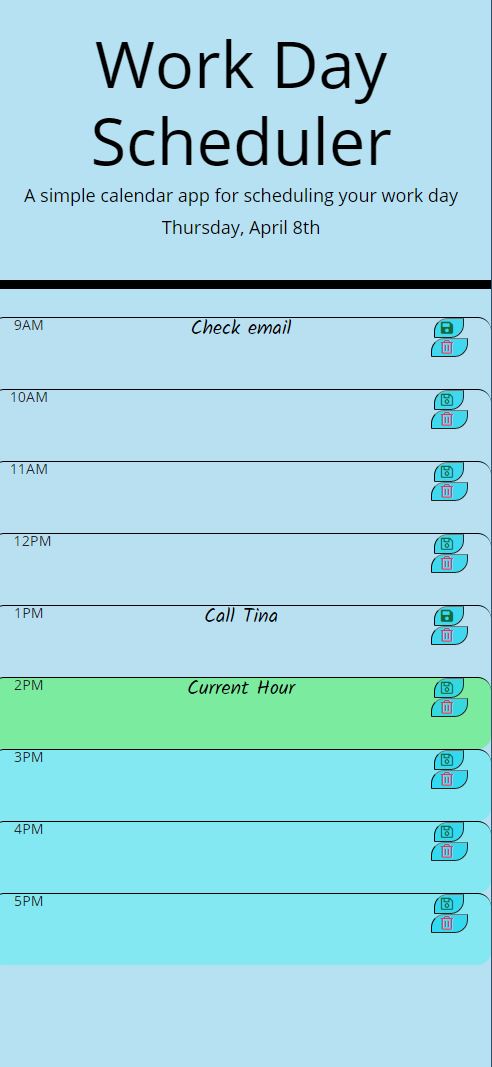 Work Day
Scheduler
A simple calendar app for scheduling your work day
Thursday, April 8th
9AM Check email
10AM
11AM
12PM
1PM Call Tina
2PM Current Hour
3PM
4PM
5PM